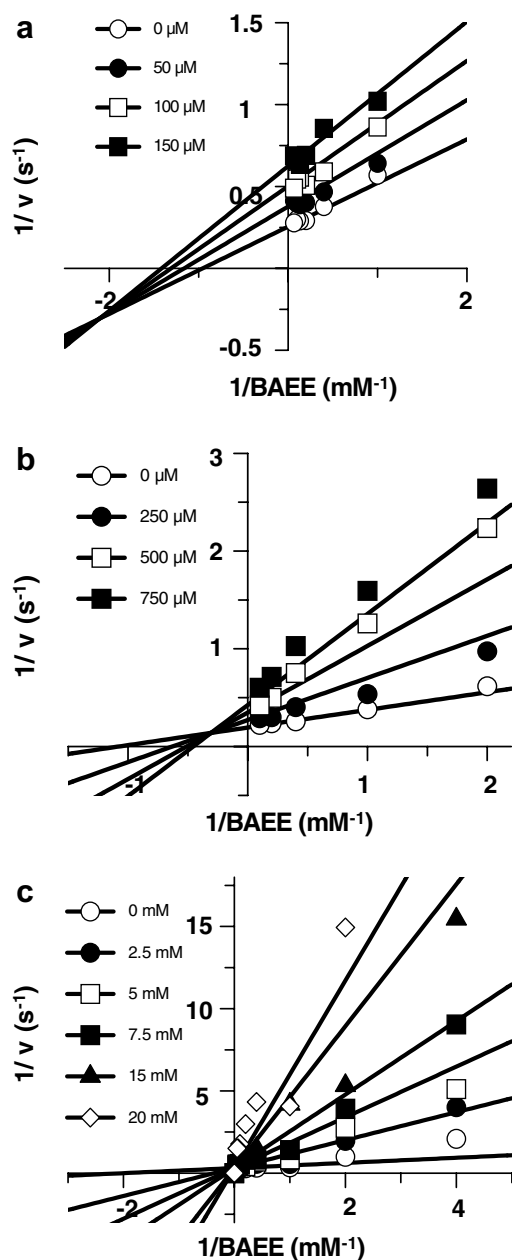 a
0 µM
50 µM
100 µM
150 µM
1.5
1
0.5
-0.5
-2
2
1/ v (s-1)
1/BAEE (mM-1)
b
0 µM
250 µM
500 µM
750 µM
3
2
1
-1
1
2
1/ v (s-1)
1/BAEE (mM-1)
c
0 mM
2.5 mM
5 mM
7.5 mM
15 mM
20 mM
15
10
5
-2
2
4
1/ v (s-1)
1/BAEE (mM-1)